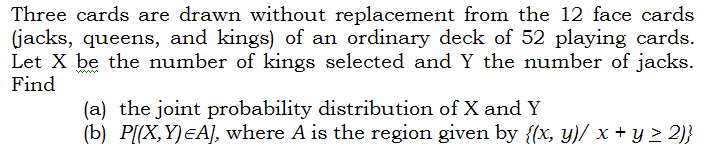 Three cards are drawn without replacement from the 12 face cards
(jacks, queens, and kings) of an ordinary deck of 52 playing cards.
Let X be the number of kings selected and Y the number of jacks.
Find
(a) the joint probability distribution of X and Y
(b) P[(X,Y)∈A], where A is the region given by {(x, y)/ x + y ≥ 2)}